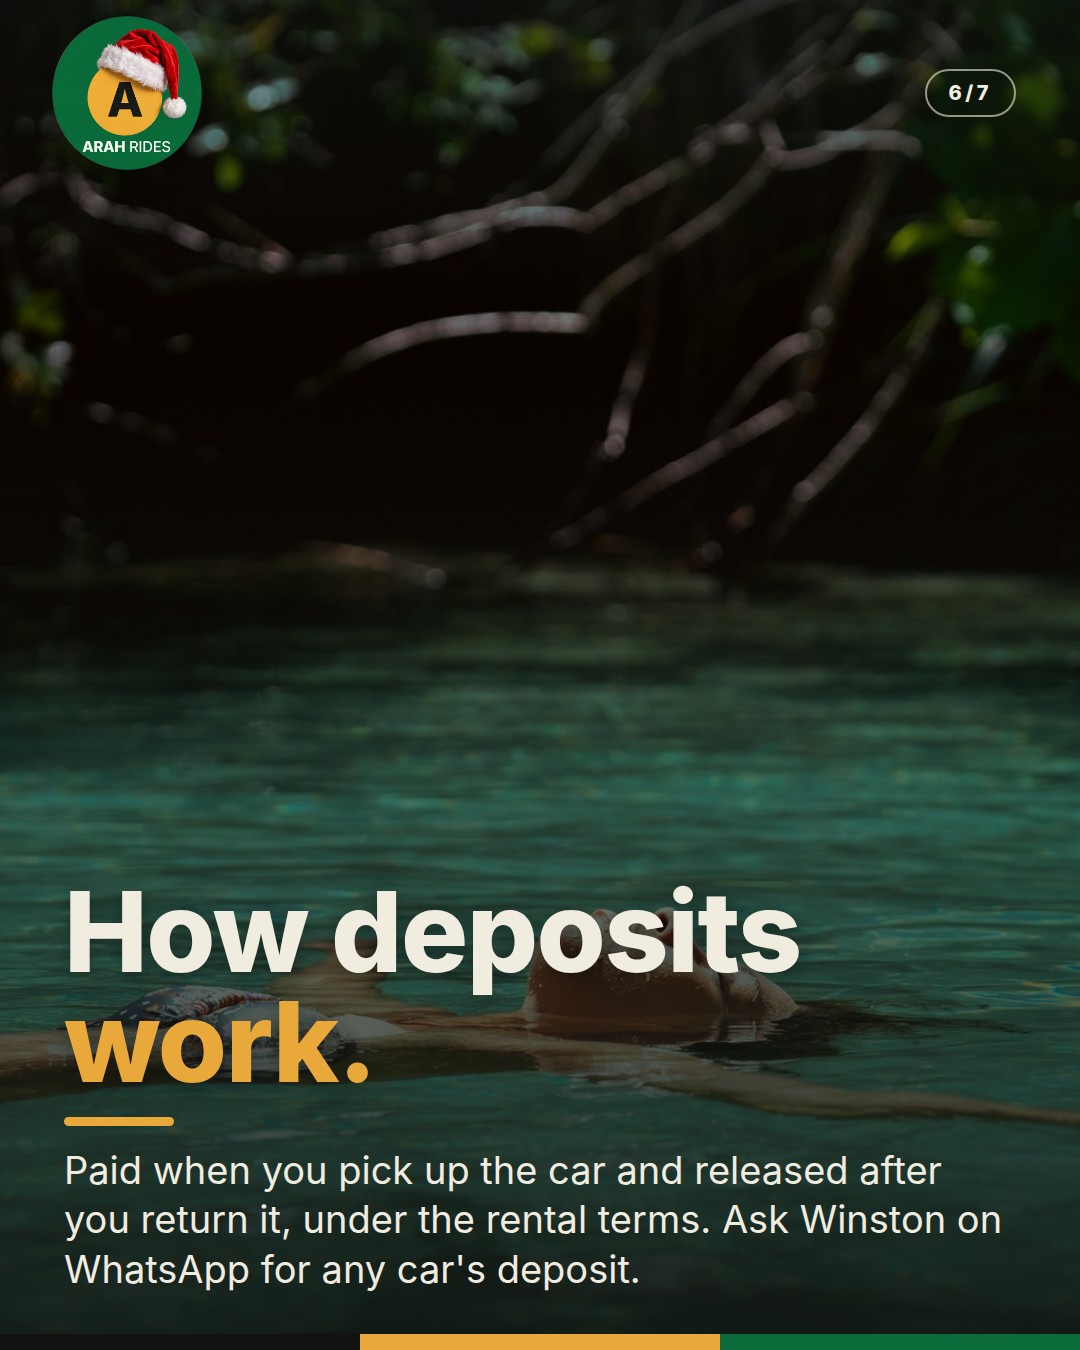 A
ARAH RIDES
6/7
How deposits
work.
Paid when you pick up the car and released after
you return it, under the rental terms. Ask Winston on
WhatsApp for any car's deposit.